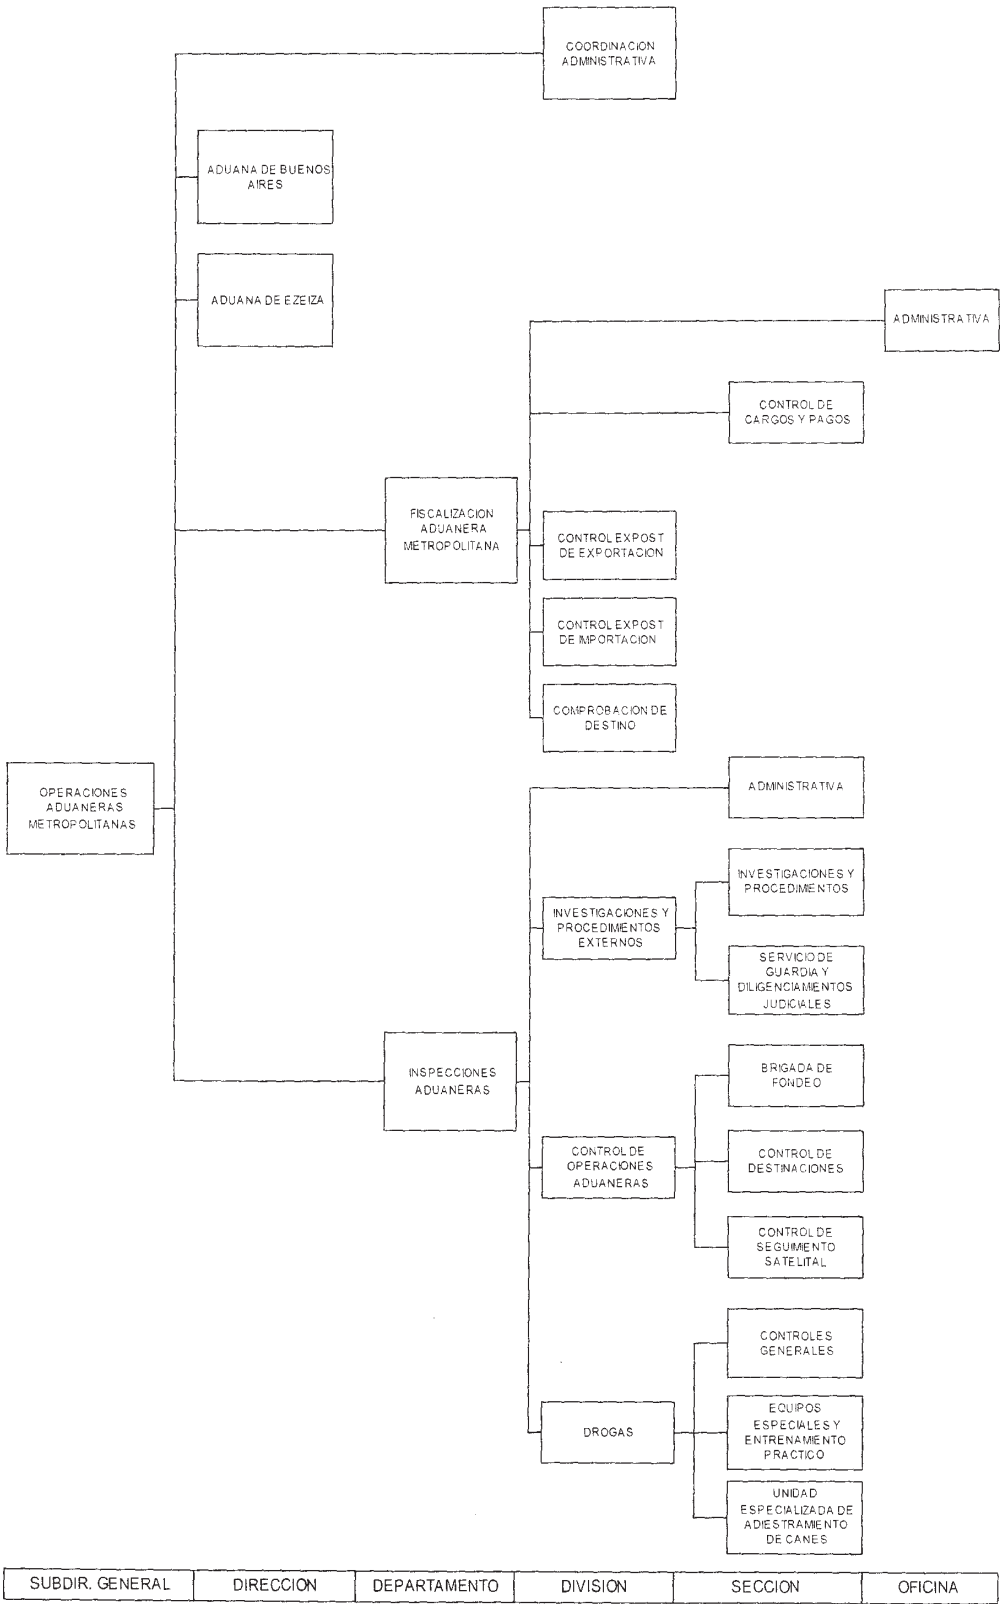 COORDINACION
ADMINISTRATIVA
ADUANA DE BUENOS
AIRES
ADUANA DE EZEIZA
ADMINISTRATIVA
CONTROL DE
CARGOS Y PAGOS
FISCALIZACION
ADUANERA
METROPOLITANA
CONTROL EXPOST
DE EXPORTACION
CONTROL EXPOST
DE IMPORTACION
COMPROBACION DE
DESTINO
OPERACIONES
ADUANERAS
METROPOLITANAS
ADMINISTRATIVA
INVESTIGACIONES Y
PROCEDIMENTOS
INVESTIGACIONES Y
PROCEDIMENTOS
EXTERNOS
SERVICIO DE
GUARDIA Y
DILIGENCIAMIENTOS
JUDICIALES
INSPECCIONES
ADUANERAS
BRIGADA DE
FONDEO
CONTROL DE
OPERACIONES
ADUANERAS
CONTROL DE
DESTINACIONES
CONTROL DE
SEGUIMIENTO
SATELITAL
CONTROLES
GENERALES
DROGAS
EQUIPOS
ESPECIALES Y
ENTRENAMIENTO
PRACTICO
UNIDAD
ESPECIALIZADA DE
ADIESTRAMIENTO
DE CANES
SUBDIR. GENERAL DIRECCION DEPARTAMENTO DIVISION SECCION OFICINA